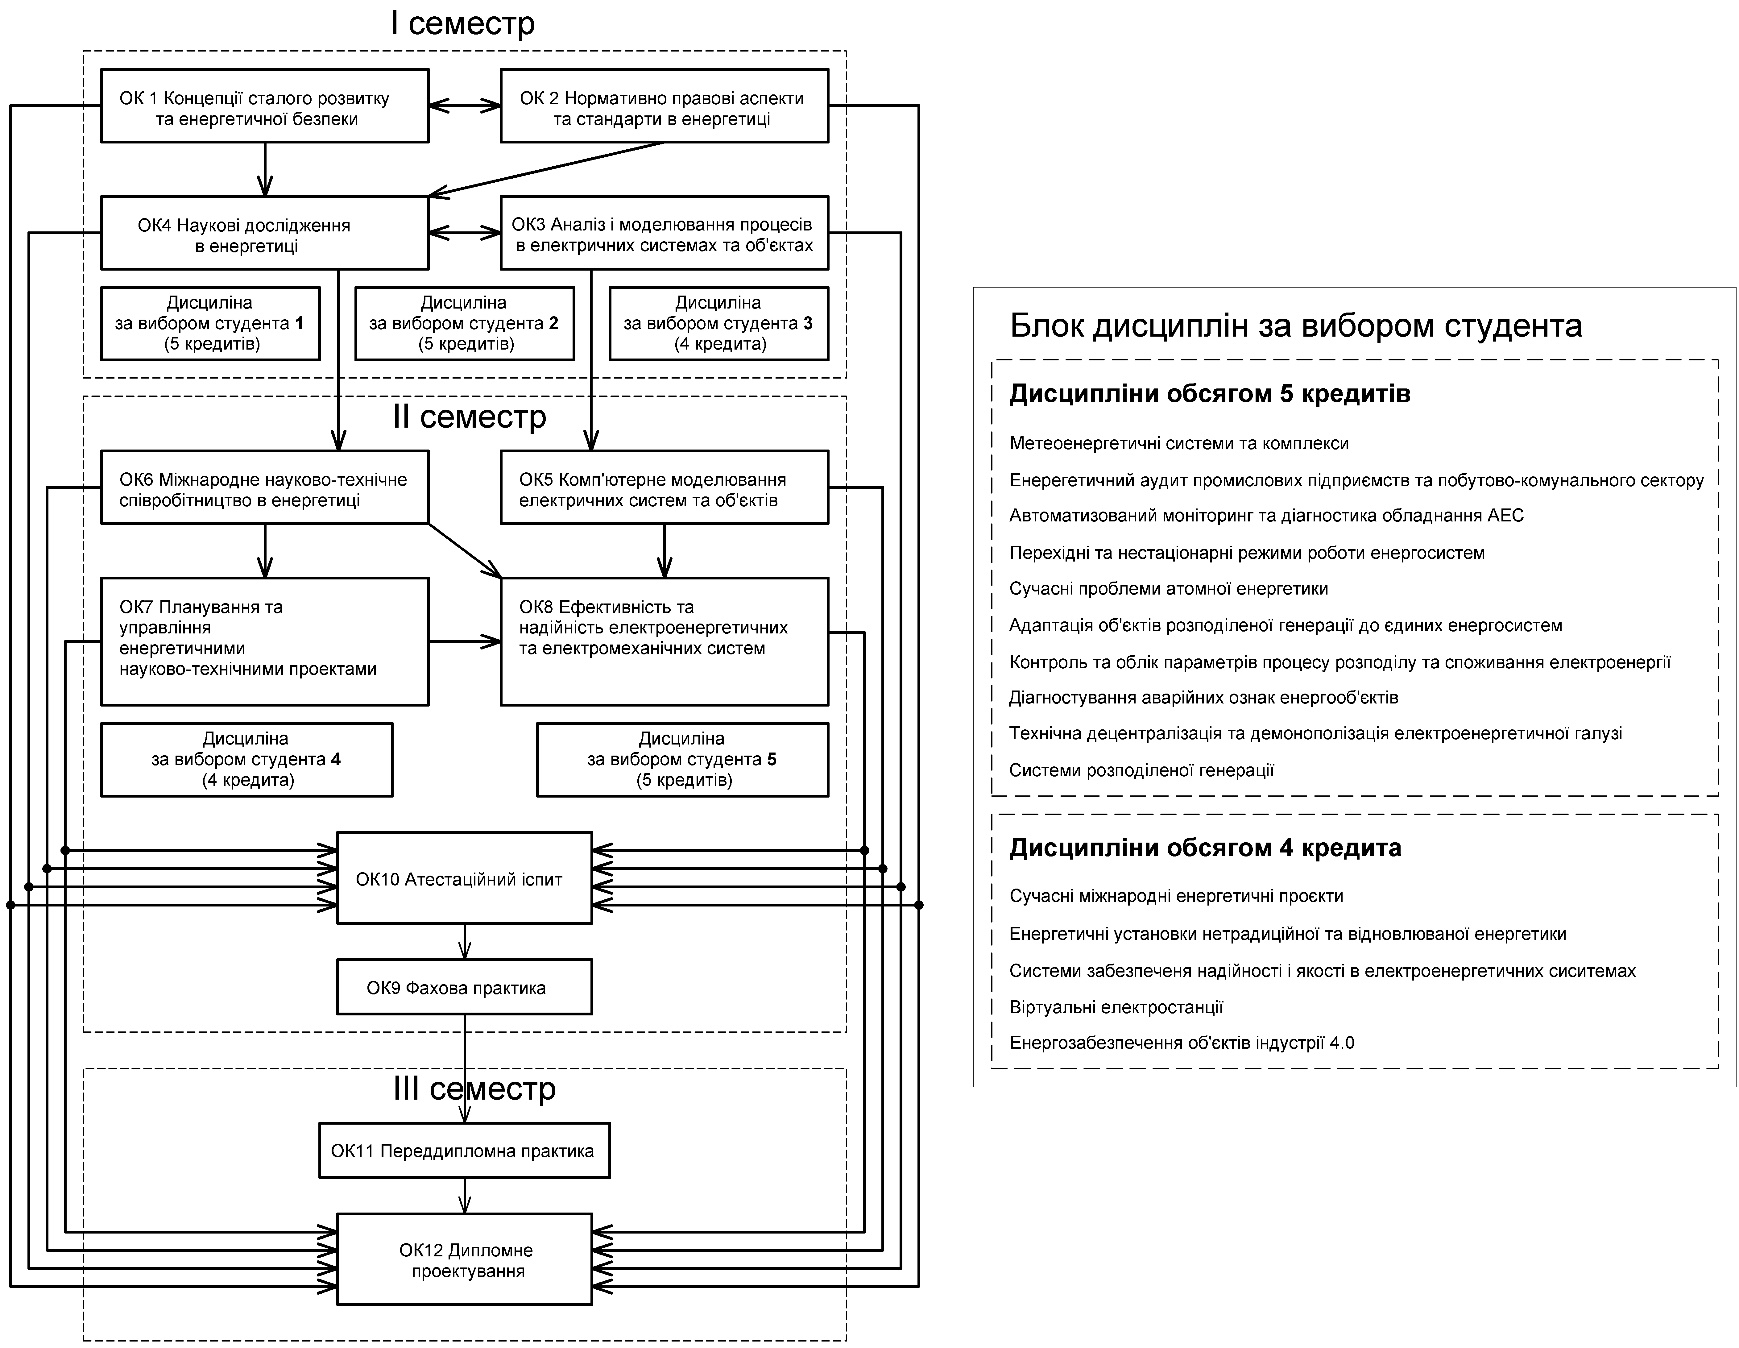 І семестр
ОК 1 Концепції сталого розвитку
та енергетичної безпеки
ОК 2 Нормативно правові аспекти
та стандарти в енергетиці
ОК4 Наукові дослідження
в енергетиці
ОК3 Аналіз і моделювання процесів
в електричних системах та об'єктах
Дисциліна
за вибором студента 1
(5 кредитів)
Дисциліна
за вибором студента 2
(5 кредитів)
Дисциліна
за вибором студента 3
(4 кредита)
ІІ семестр
ОК6 Міжнародне науково-технічне
співробітництво в енергетиці
ОК5 Комп'ютерне моделювання
електричних систем та об'єктів
ОК7 Планування та
управління
енергетичними
науково-технічними проектами
ОК8 Ефективність та
надійність електроенергетичних
та електромеханічних систем
Дисциліна
за вибором студента 4
(4 кредита)
Дисциліна
за вибором студента 5
(5 кредитів)
ОК10 Атестаційний іспит
ОК9 Фахова практика
ІІІ семестр
ОК11 Переддипломна практика
ОК12 Дипломне
проектування
Блок дисциплін за вибором студента
Дисципліни обсягом 5 кредитів
Метеоенергетичні системи та комплекси
Енерегетичний аудит промислових підприємств та побутово-комунального сектору
Автоматизований моніторинг та діагностика обладнання АЕС
Перехідні та нестаціонарні режими роботи енергосистем
Сучасні проблеми атомної енергетики
Адаптація об'єктів розподіленої генерації до єдиних енергосистем
Контроль та облік параметрів процесу розподілу та споживання електроенергії
Діагностування аварійних ознак енергооб'єктів
Технічна децентралізація та демонополізація електроенергетичної галузі
Системи розподіленої генерації
Дисципліни обсягом 4 кредита
Сучасні міжнародні енергетичні проєкти
Енергетичні установки нетрадиційної та відновлюваної енергетики
Системи забезпеченя надійності і якості в електроенергетичних сиситемах
Віртуальні електростанції
Енергозабезпечення об'єктів індустрії 4.0